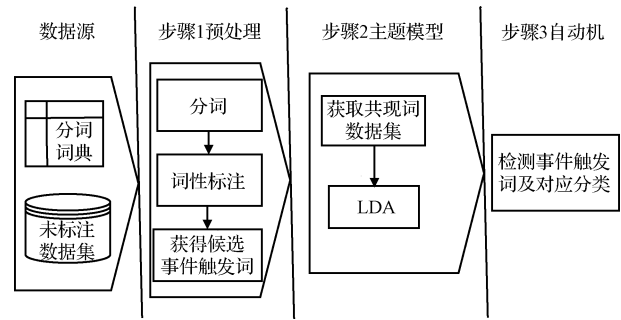 数据源
步骤1预处理
步骤2主题模型
步骤3自动机
分词
词典
未标注
数据集
分词
词性标注
获得候选
事件触发词
获取共现词
数据集
LDA
检测事件触发
词及对应分类